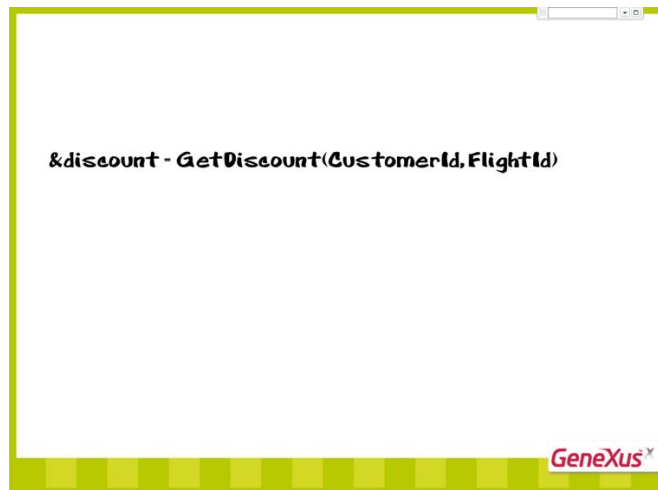 &discount = GetDiscount(CustomerId, FlightId)
GeneXus X